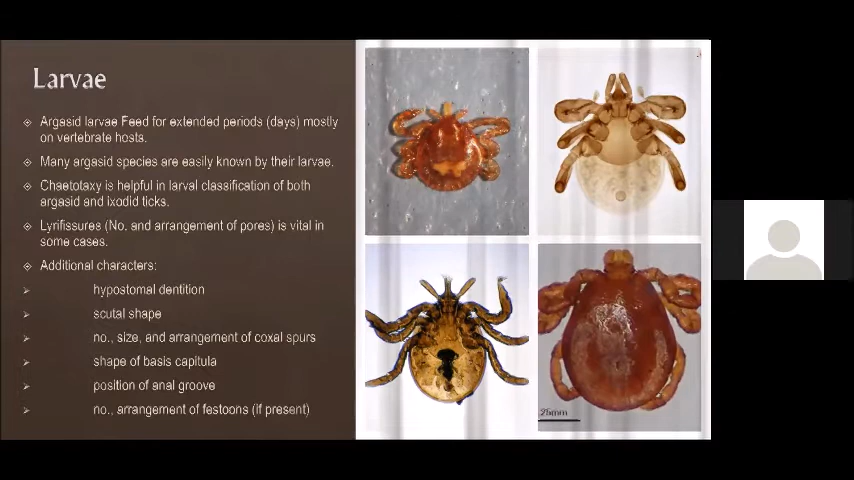 Larvae
Argasid larvae Feed for extended periods (days) mostly
on vertebrate hosts.
Many argasid species are easily known by their larvae.
Chaetotaxy is helpful in larval classification of both
argasid and ixodid ticks.
Lyrifissures (No. and arrangement of pores) is vital in
some cases.
Additional characters:
hypostomal dentition
scutal shape
no., size, and arrangement of coxal spurs
shape of basis capitula
position of anal groove
no., arrangement of festoons (if present)
25mm